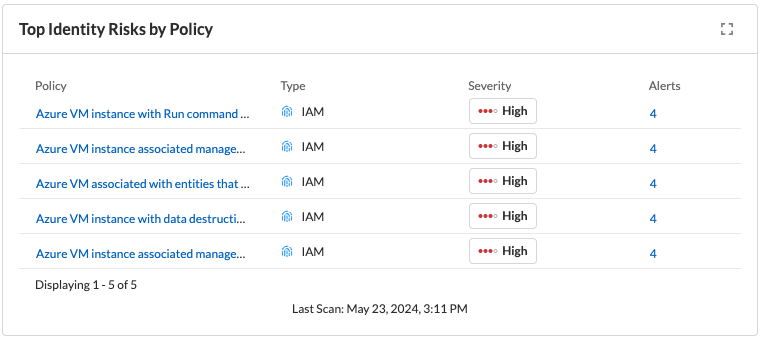 Top Identity Risks by Policy
Policy Type Severity Alerts
Azure VM instance with Run command ... IAM High 4
Azure VM instance associated manage... IAM High 4
Azure VM associated with entities that ... IAM High 4
Azure VM instance with data destructi... IAM High 4
Azure VM instance associated manage... IAM High 4
Displaying 1 - 5 of 5
Last Scan: May 23, 2024, 3:11 PM